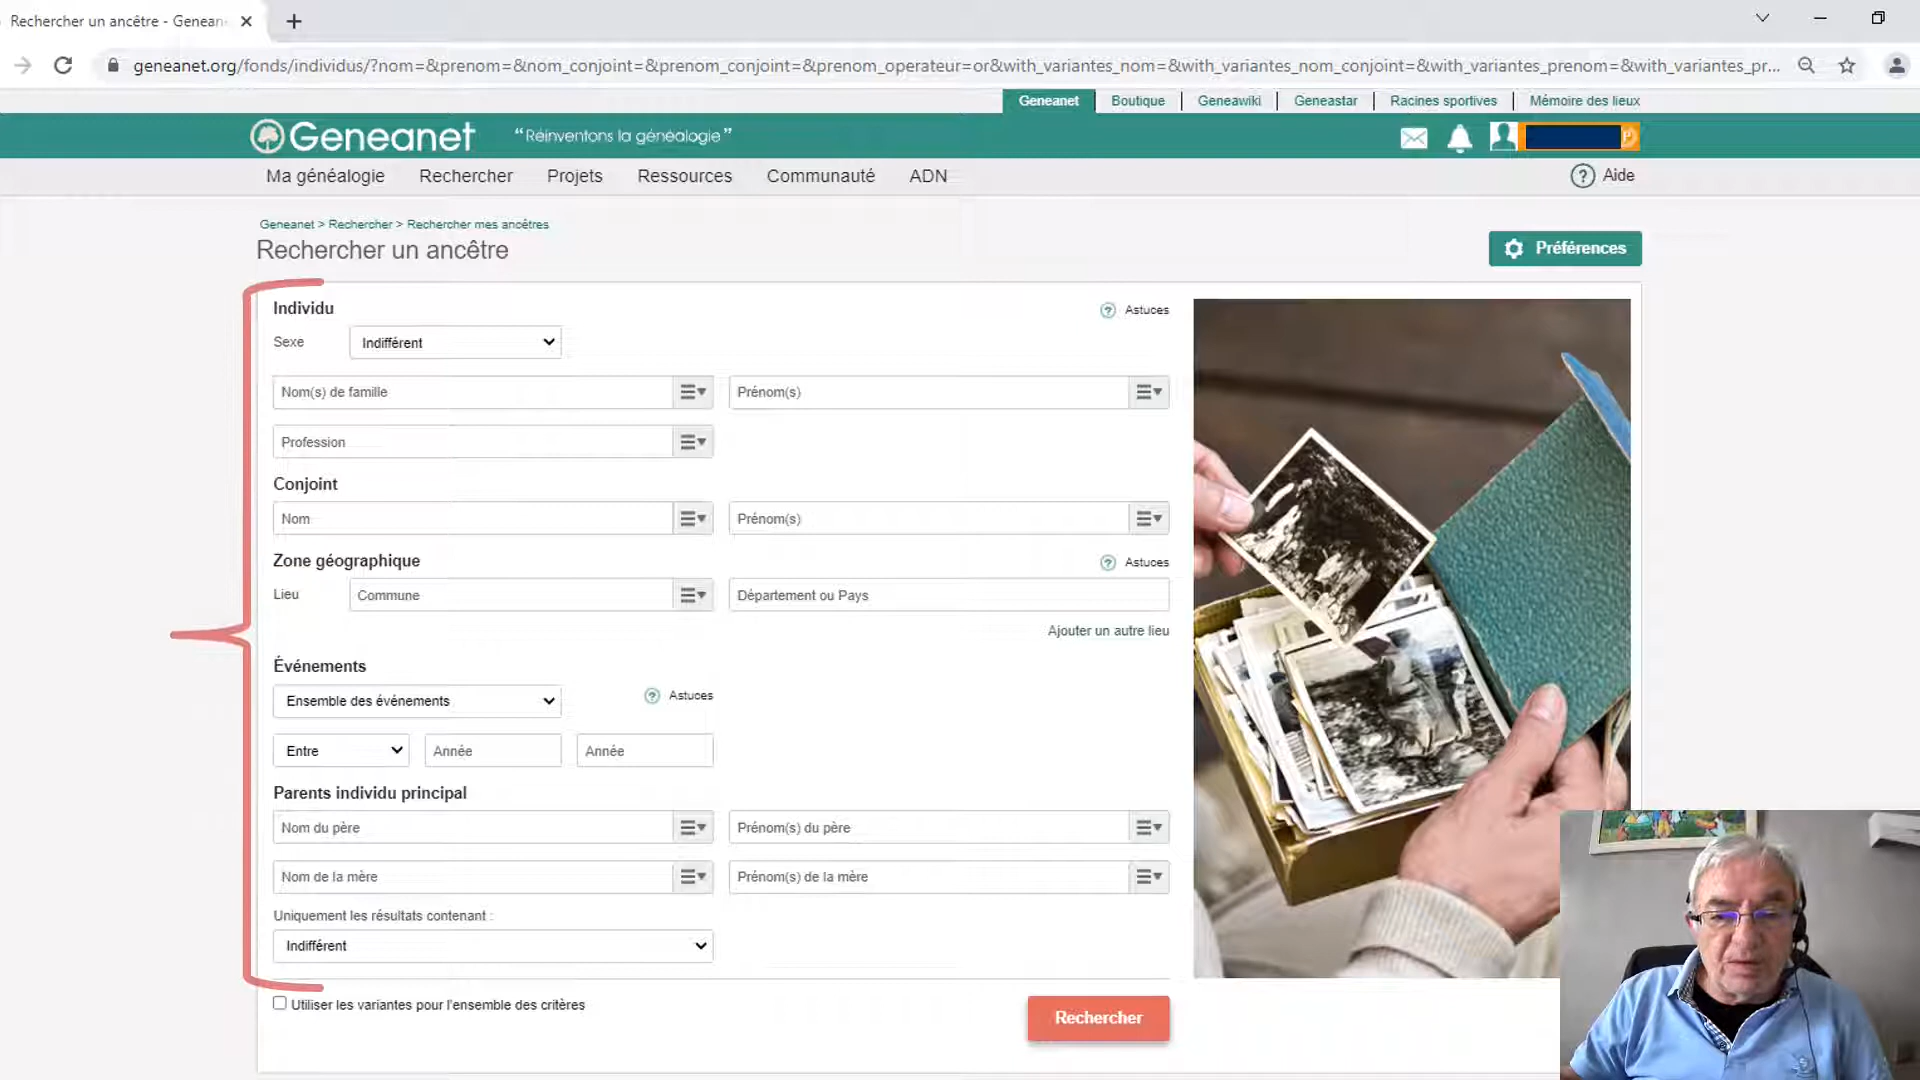 Rechercher un ancêtre - Genean
geneanet.org/fonds/individus/?nom=&prenom=&nom_conjoint=&prenom_conjoint=&prenom_operateur=or&with_variantes_nom=&with_variantes_nom_conjoint=&with_variantes_prenom=&with_variantes_pr...
Geneanet Boutique Geneawiki Geneastar Racines sportives Mémoire des lieux
Geneanet “Réinventons la généalogie” P
Ma généalogie Rechercher Projets Ressources Communauté ADN ? Aide
Geneanet > Rechercher > Rechercher mes ancêtres
Rechercher un ancêtre
Préférences
Individu ? Astuces
Sexe Indifférent
Nom(s) de famille Prénom(s)
Profession
Conjoint
Nom Prénom(s)
Zone géographique ? Astuces
Lieu Commune Département ou Pays
Ajouter un autre lieu
Événements
Ensemble des événements ? Astuces
Entre Année Année
Parents individu principal
Nom du père Prénom(s) du père
Nom de la mère Prénom(s) de la mère
Uniquement les résultats contenant :
Indifférent
Utiliser les variantes pour l'ensemble des critères
Rechercher